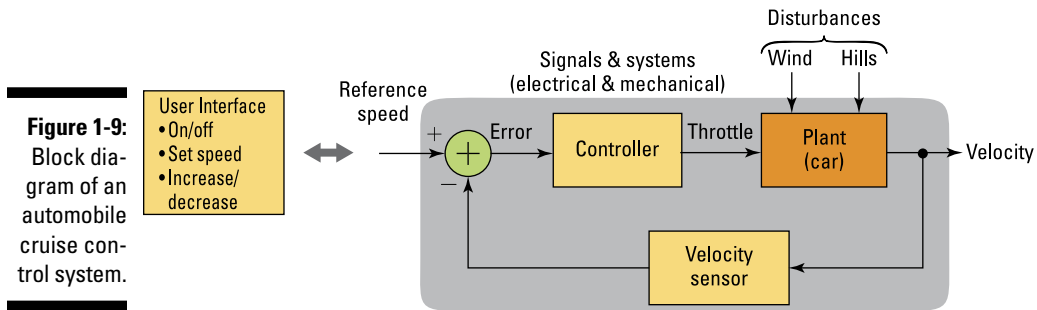 Figure 1-9:
Block dia-
gram of an
automobile
cruise con-
trol system.
User Interface
•On/off
•Set speed
•Increase/
decrease
Reference
speed
Signals & systems
(electrical & mechanical)
Disturbances
Wind Hills
+
−
+
Error
Controller
Throttle
Plant
(car)
Velocity
Velocity
sensor